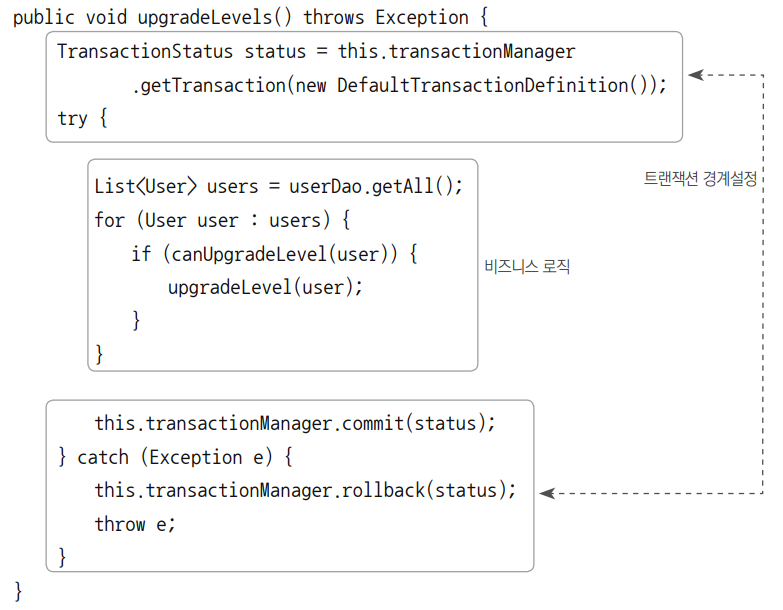 public void upgradeLevels() throws Exception {
TransactionStatus status = this.transactionManager
.getTransaction(new DefaultTransactionDefinition());
try {
트랜잭션 경계설정
List<User> users = userDao.getAll();
for (User user : users) {
if (canUpgradeLevel(user)) {
비즈니스 로직
upgradeLevel(user);
}
}
this.transactionManager.commit(status);
} catch (Exception e) {
this.transactionManager.rollback(status);
throw e;
}
}